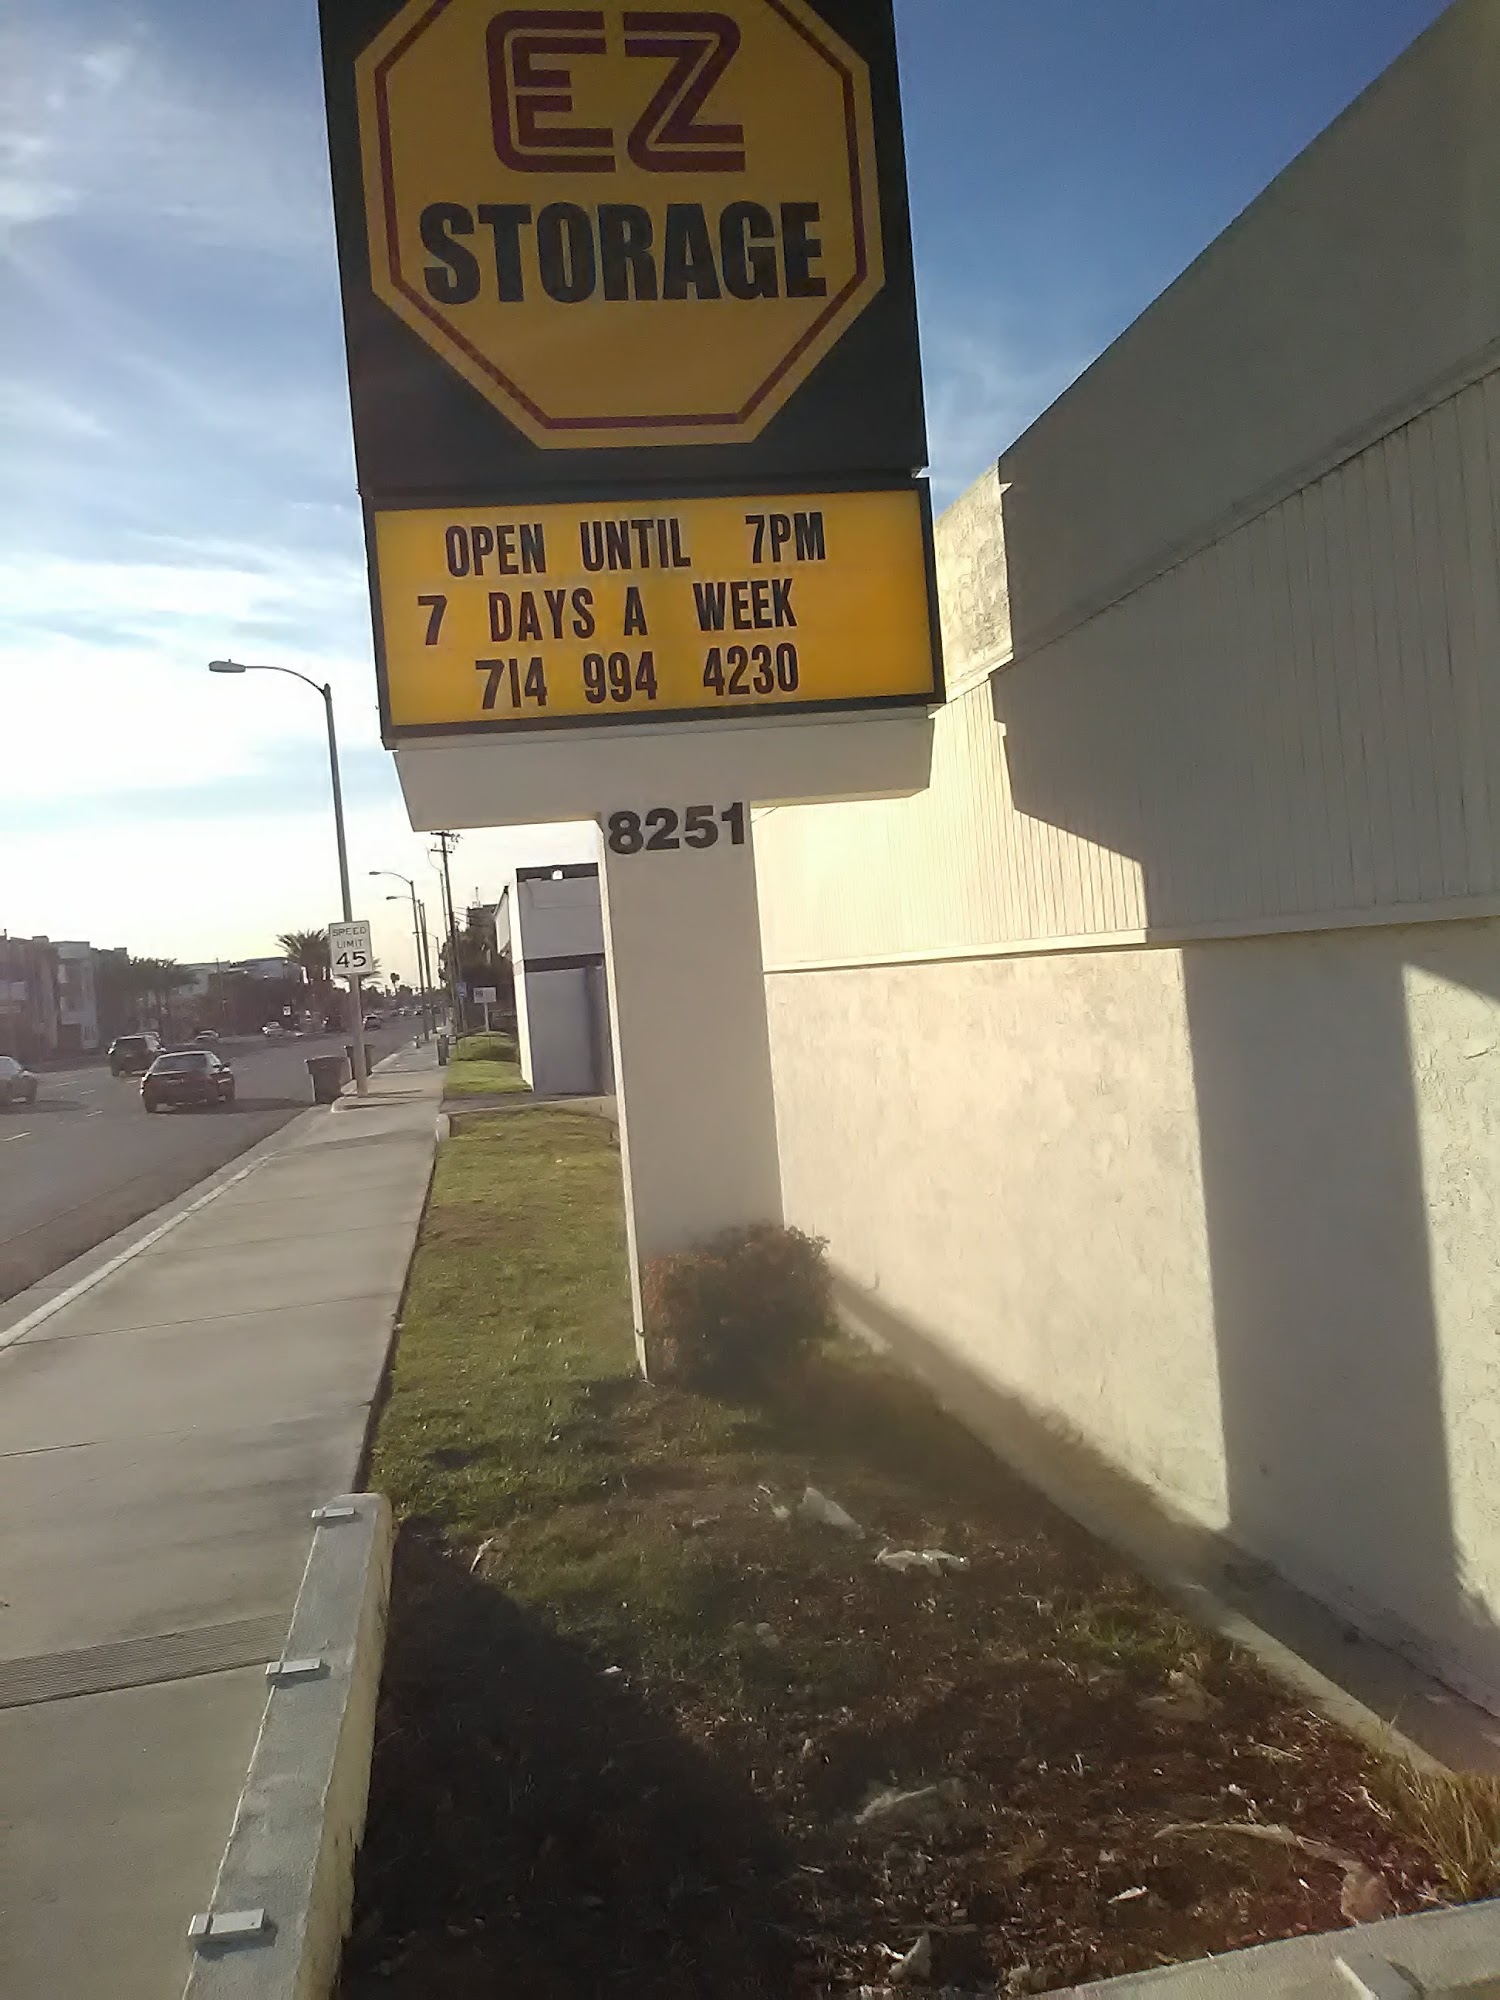 EZ
STORAGE
OPEN UNTIL 7PM
7 DAYS A WEEK
714 994 4230
8251
SPEED
LIMIT
45